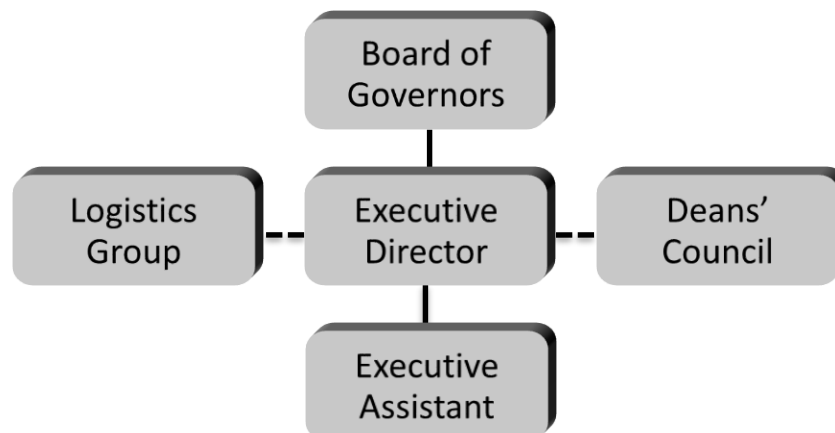 Board of
Governors
Logistics
Group
Executive
Director
Deans’
Council
Executive
Assistant